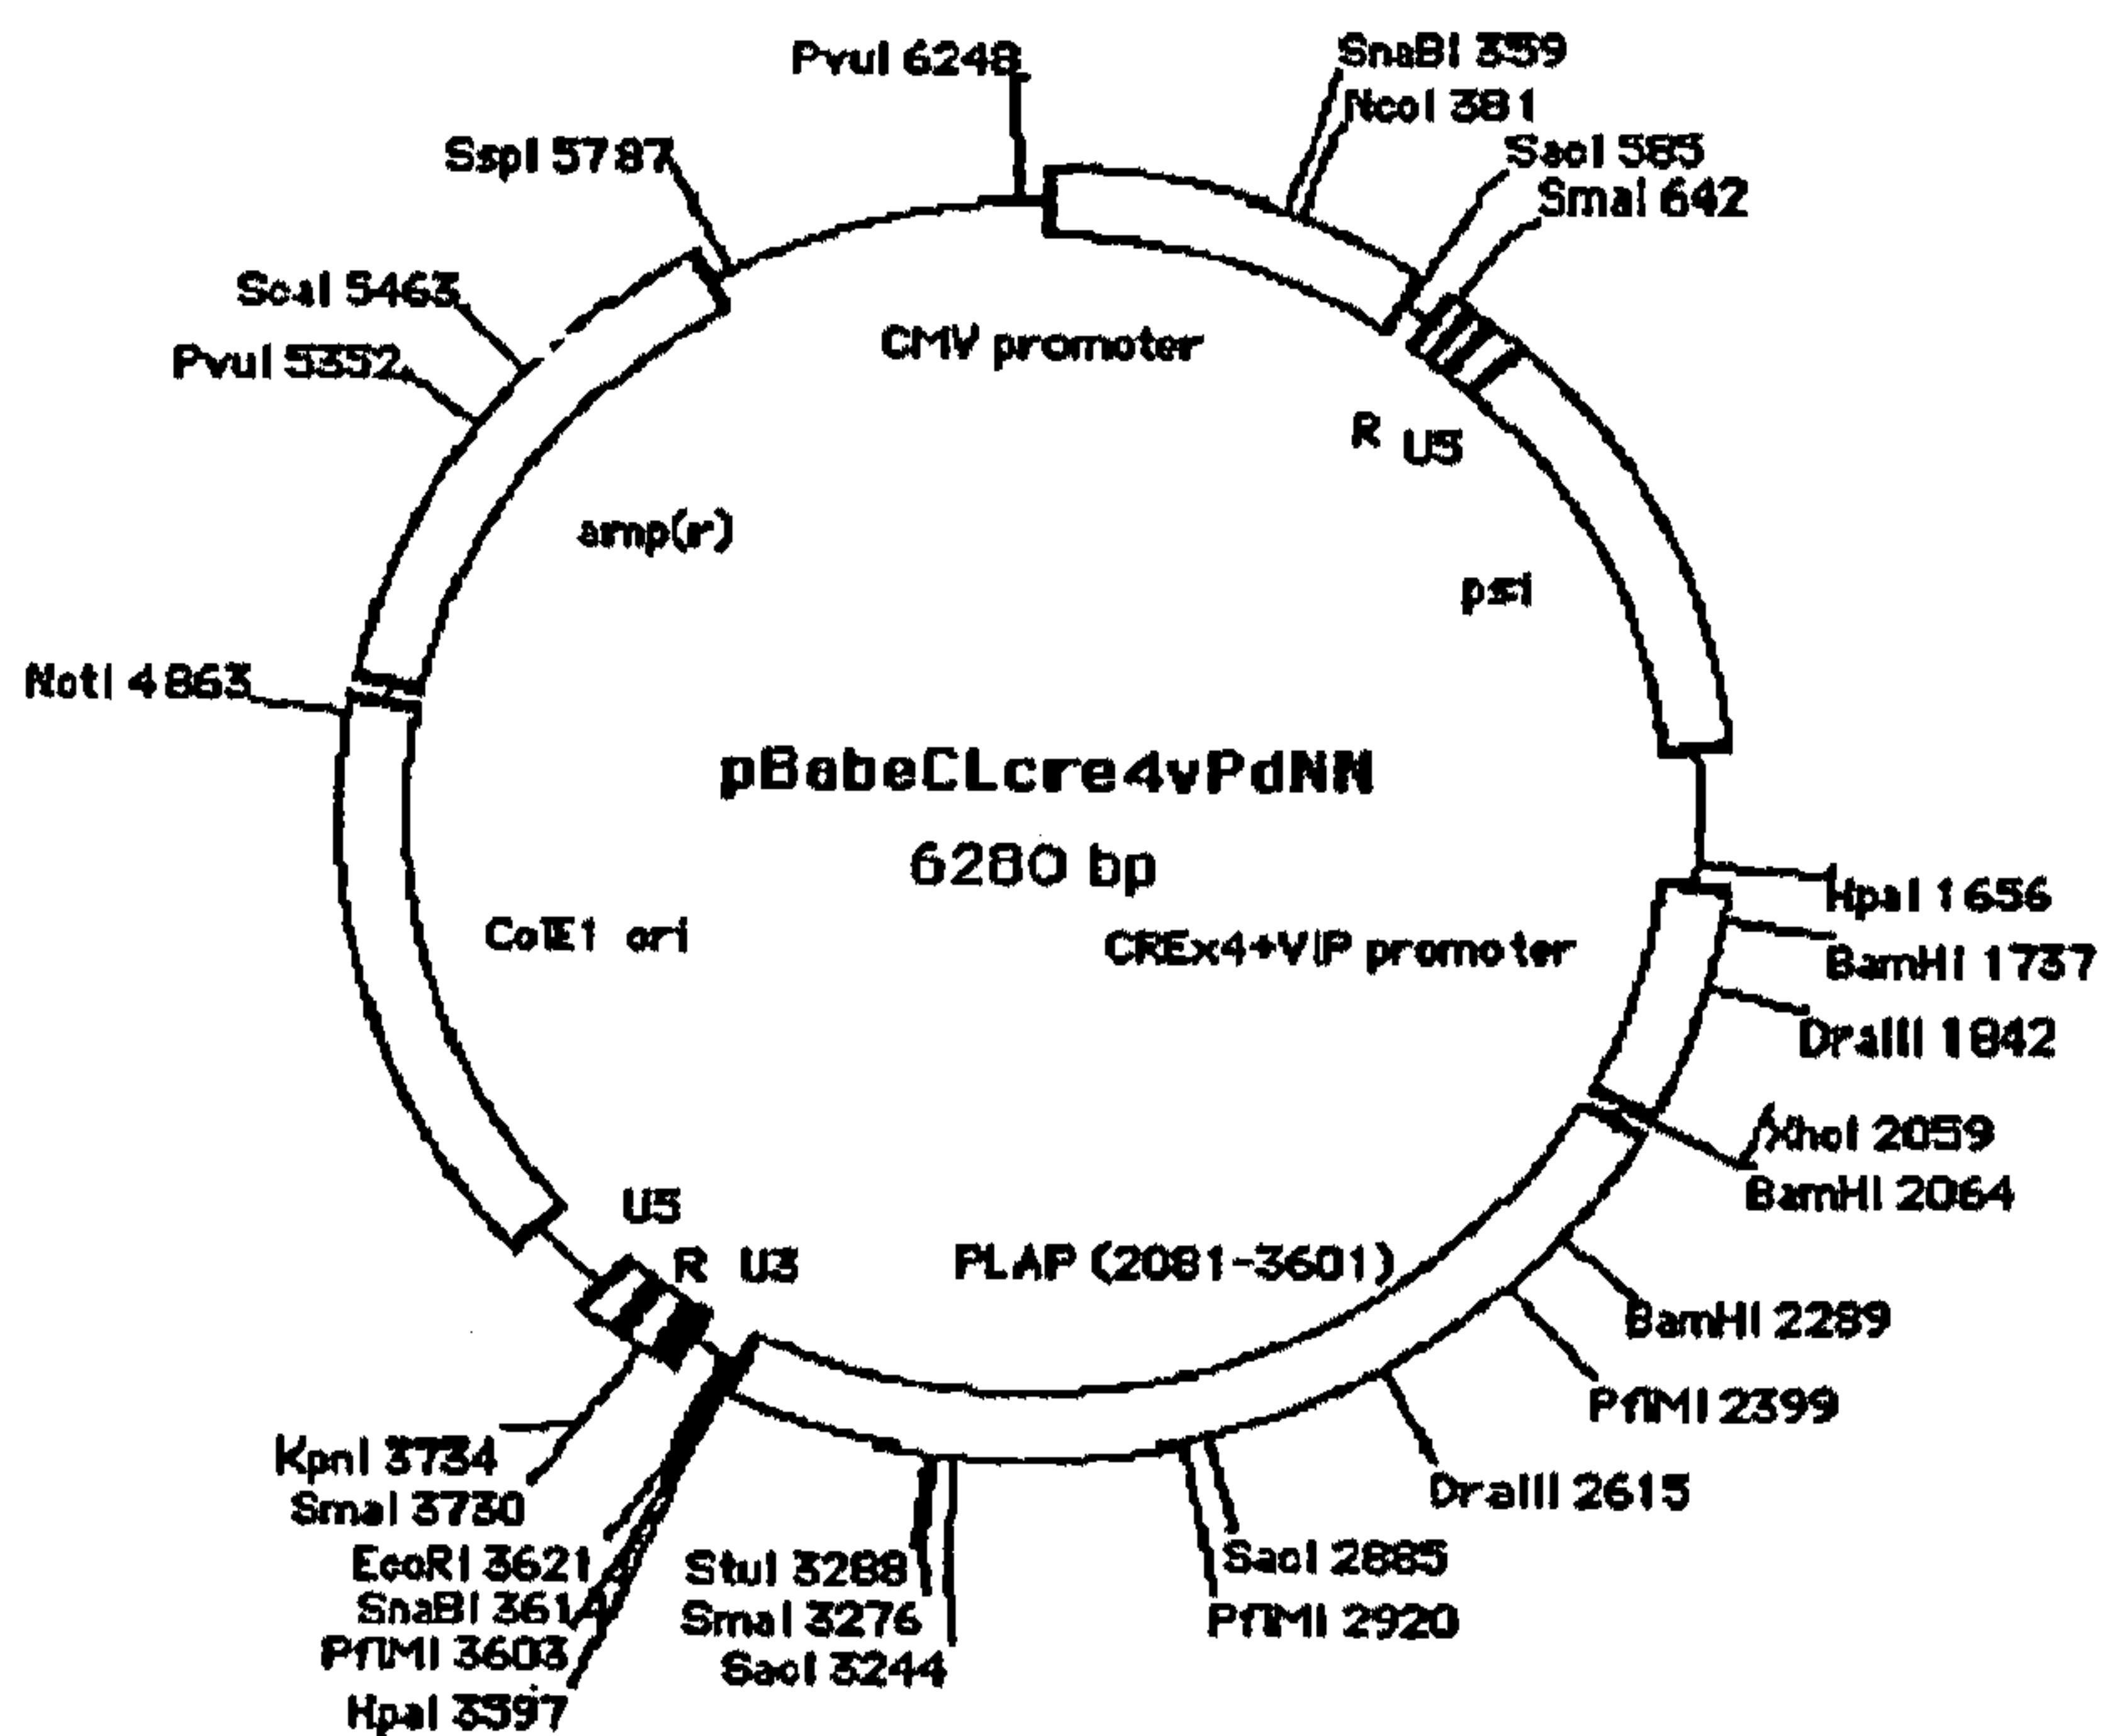 PvuI 6248
SnaBI 359
NcoI 381
SspI 5787
SacI 585
SmaI 642
ScaI 5463
CMV promoter
PvuI 5352
R U5
amp(r)
psi
NotI 4863
pBabeCLcre4vPdNN
6280 bp
HpaI 1656
ColE1 ori
CREx4+VIP promoter
BamHI 1737
DraIII 1842
XhoI 2059
BamHI 2064
U5
R U3
PLAP (2081-3601)
BamHI 2289
PflMI 2399
KpnI 3734
DraIII 2615
SmaI 3730
EcoRI 3621
StuI 3288
SacI 2885
SnaBI 3614
SmaI 3276
PflMI 2920
PflMI 3603
SacI 3244
HpaI 3597